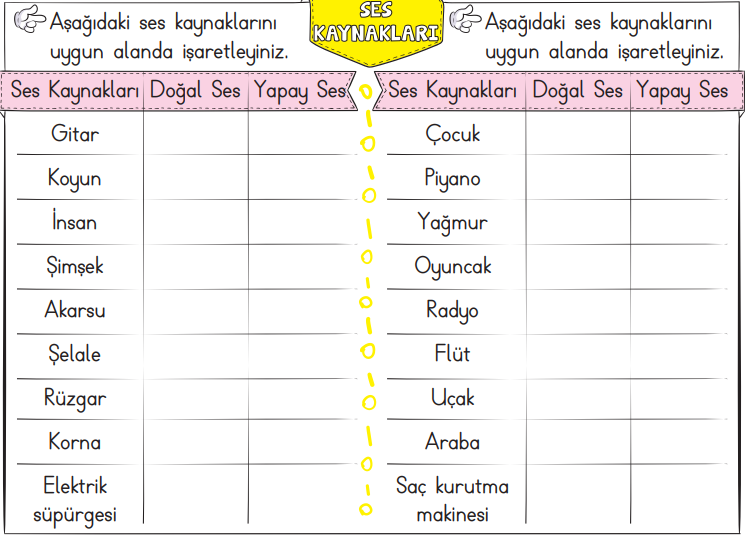 SES
KAYNAKLARI
Aşağıdaki ses kaynaklarını
uygun alanda işaretleyiniz.
Ses Kaynakları Doğal Ses Yapay Ses
Gitar
Koyun
İnsan
Şimşek
Akarsu
Şelale
Rüzgar
Korna
Elektrik
süpürgesi
Aşağıdaki ses kaynaklarını
uygun alanda işaretleyiniz.
Ses Kaynakları Doğal Ses Yapay Ses
Çocuk
Piyano
Yağmur
Oyuncak
Radyo
Flüt
Uçak
Araba
Saç kurutma
makinesi